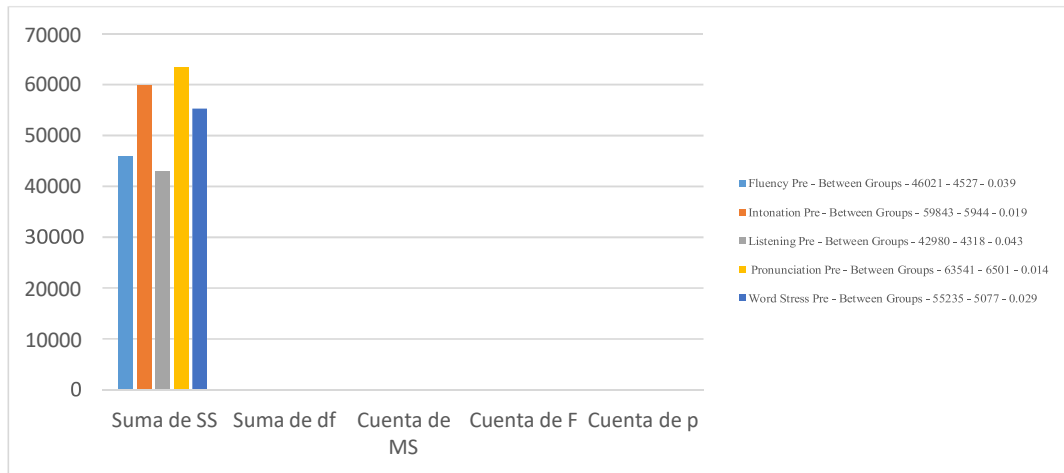 70000
60000
50000
40000
30000
20000
10000
0
Suma de SS
Suma de df
Cuenta de
MS
Cuenta de F
Cuenta de p
Fluency Pre - Between Groups - 46021 - 4527 - 0.039
Intonation Pre - Between Groups - 59843 - 5944 - 0.019
Listening Pre - Between Groups - 42980 - 4318 - 0.043
Pronunciation Pre - Between Groups - 63541 - 6501 - 0.014
Word Stress Pre - Between Groups - 55235 - 5077 - 0.029